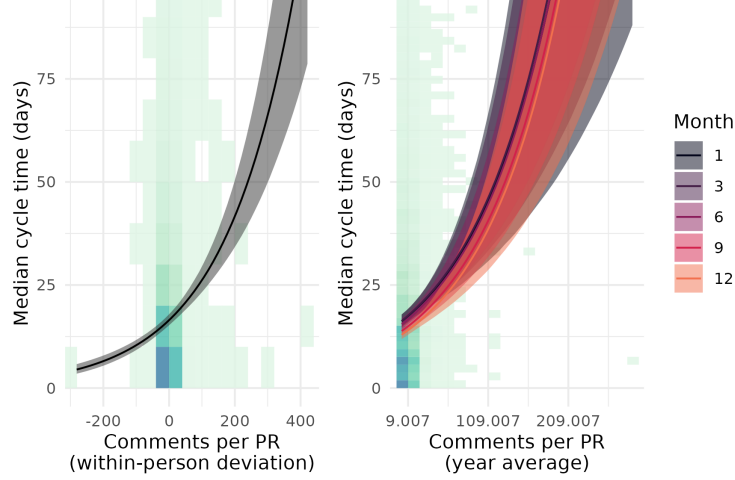 Median cycle time (days)
75
50
25
0
-200 0 200 400
Comments per PR
(within-person deviation)
Median cycle time (days)
75
50
25
0
9.007 109.007 209.007
Comments per PR
(year average)
Month
1
3
6
9
12